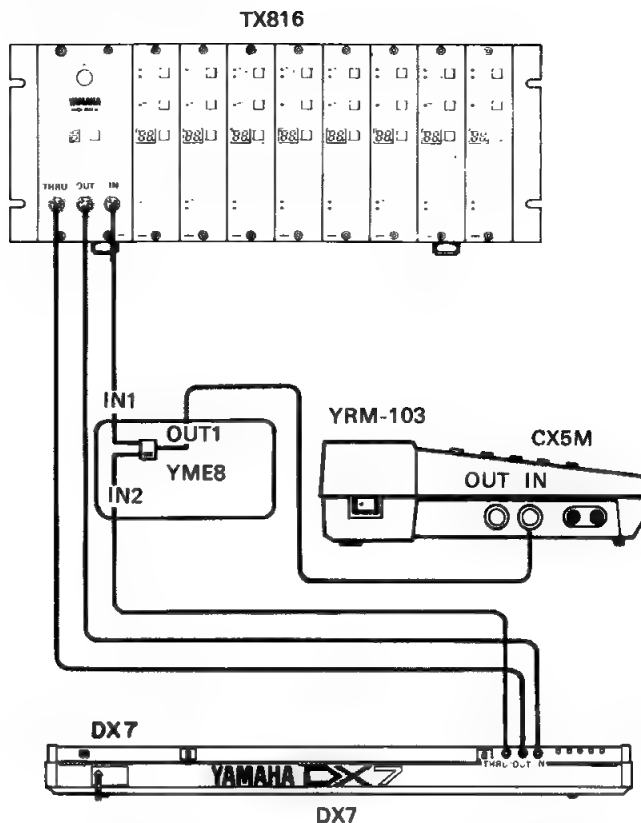 TX816
YAMAHA
THRU OUT IN
IN1
OUT1
YME8
IN2
YRM-103
CX5M
OUT IN
DX7
THRU OUT IN
YAMAHA DX7
DX7